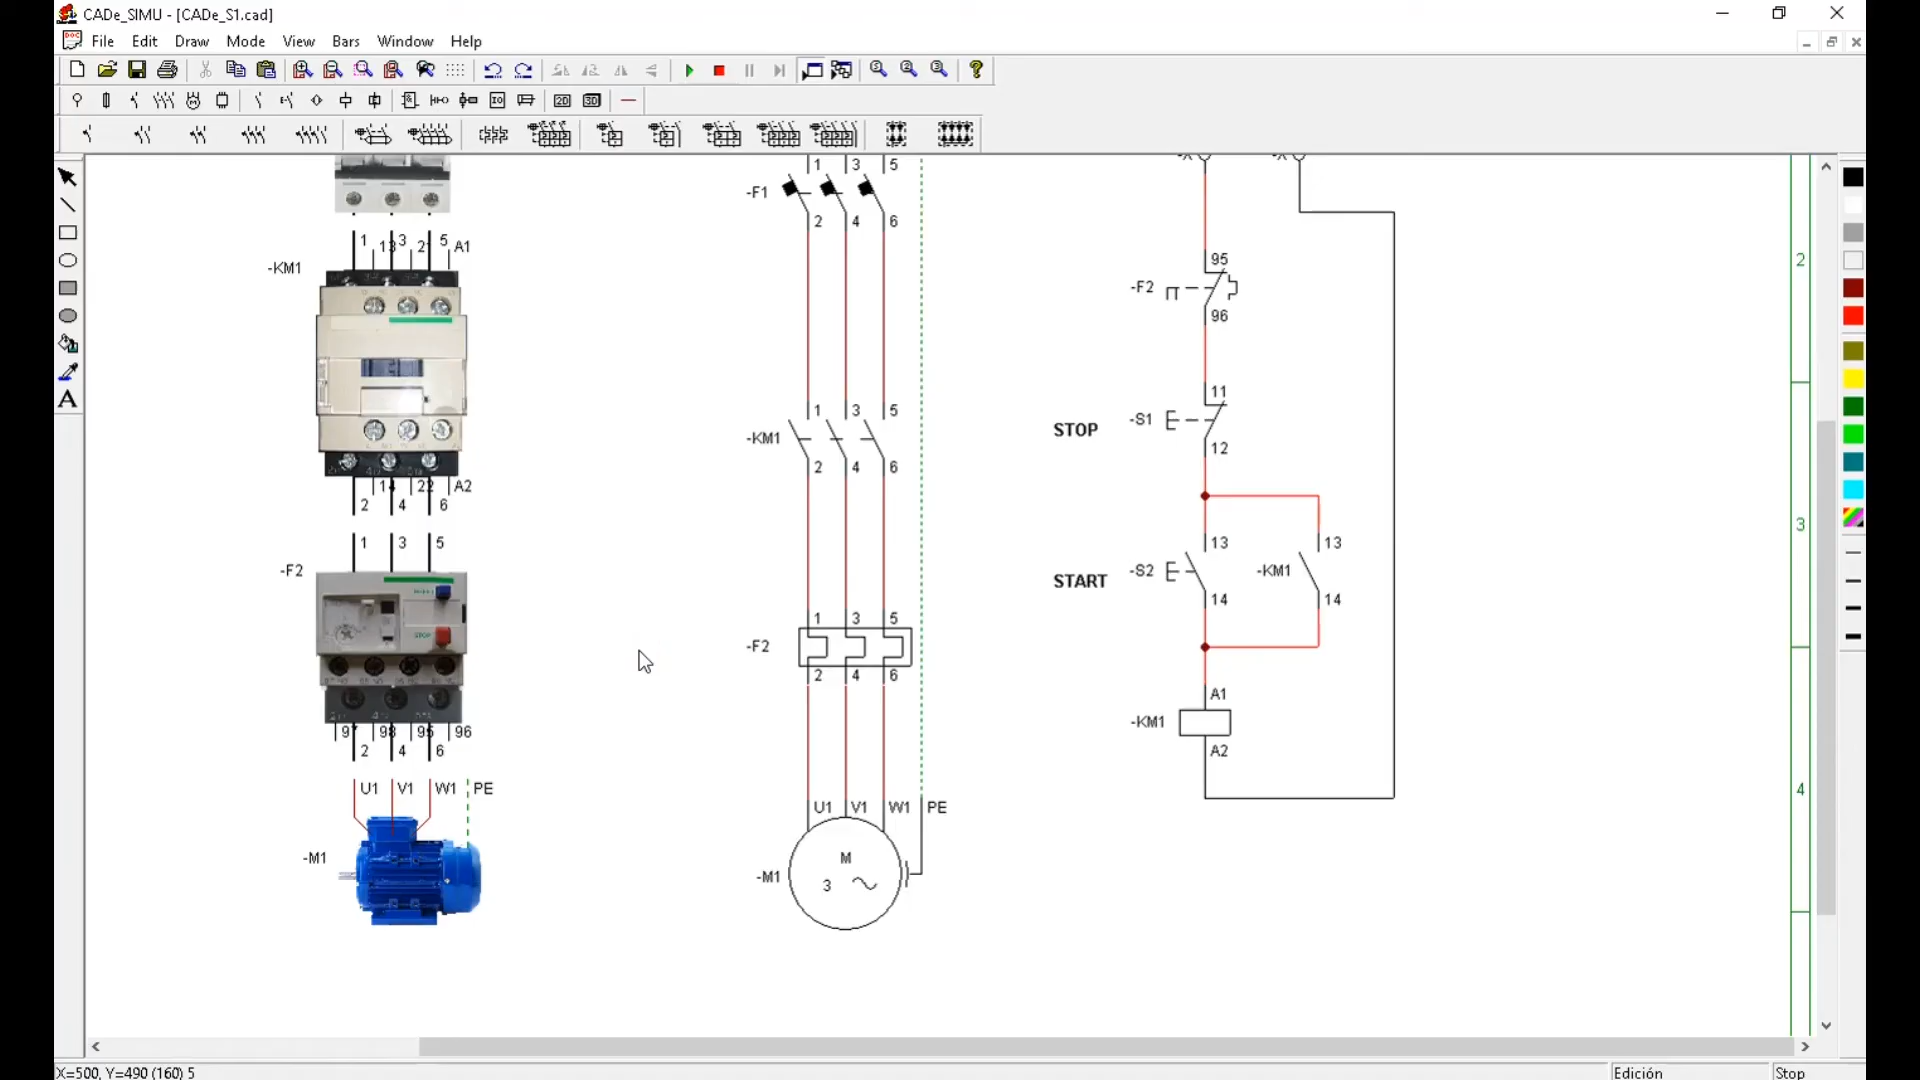 CADe_SIMU - [CADe_S1.cad]
File Edit Draw Mode View Bars Window Help
1 3 5
-F1
2 4 6
1 13 3 21 5 A1
-KM1
14 22 A2
2 4 6
1 3 5
-F2
STOP
97 98 95 96
2 4 6
U1 V1 W1 PE
-M1
1 3 5
-KM1
2 4 6
1 3 5
-F2
2 4 6
U1 V1 W1 PE
M
3
-M1
95
-F2
96
11
STOP -S1
12
13 13
START -S2 -KM1
14 14
A1
-KM1
A2
2
3
4
X=500, Y=490 (160) 5 Edición Stop